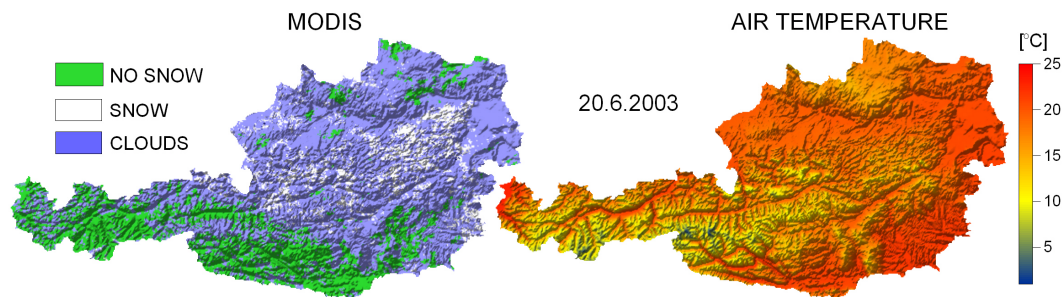 MODIS
NO SNOW
SNOW
CLOUDS
AIR TEMPERATURE
20.6.2003
[°C]
25
20
15
10
5